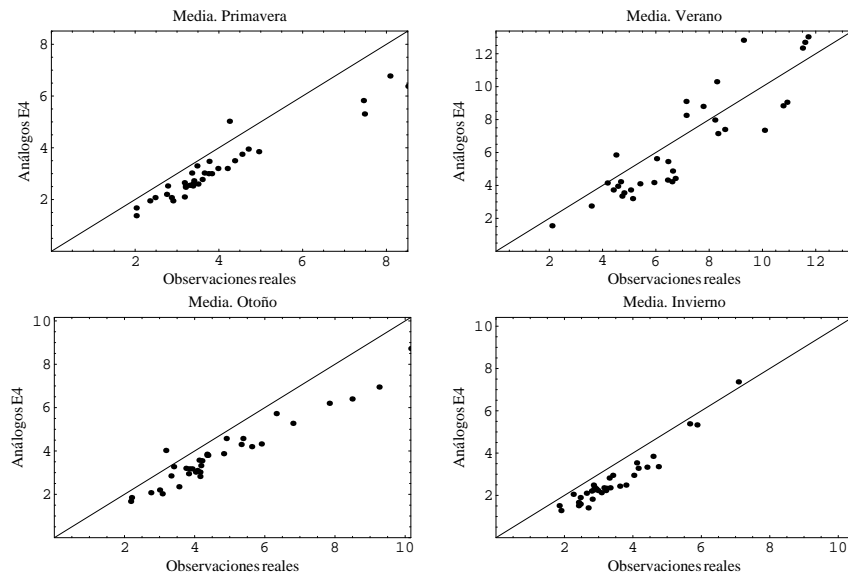 Media. Primavera
8
6
4
2
Análogos E4
2 4 6 8
Observaciones reales
Media. Verano
12
10
8
6
4
2
Análogos E4
2 4 6 8 10 12
Observaciones reales
Media. Otoño
10
8
6
4
2
Análogos E4
2 4 6 8 10
Observaciones reales
Media. Invierno
10
8
6
4
2
Análogos E4
2 4 6 8 10
Observaciones reales